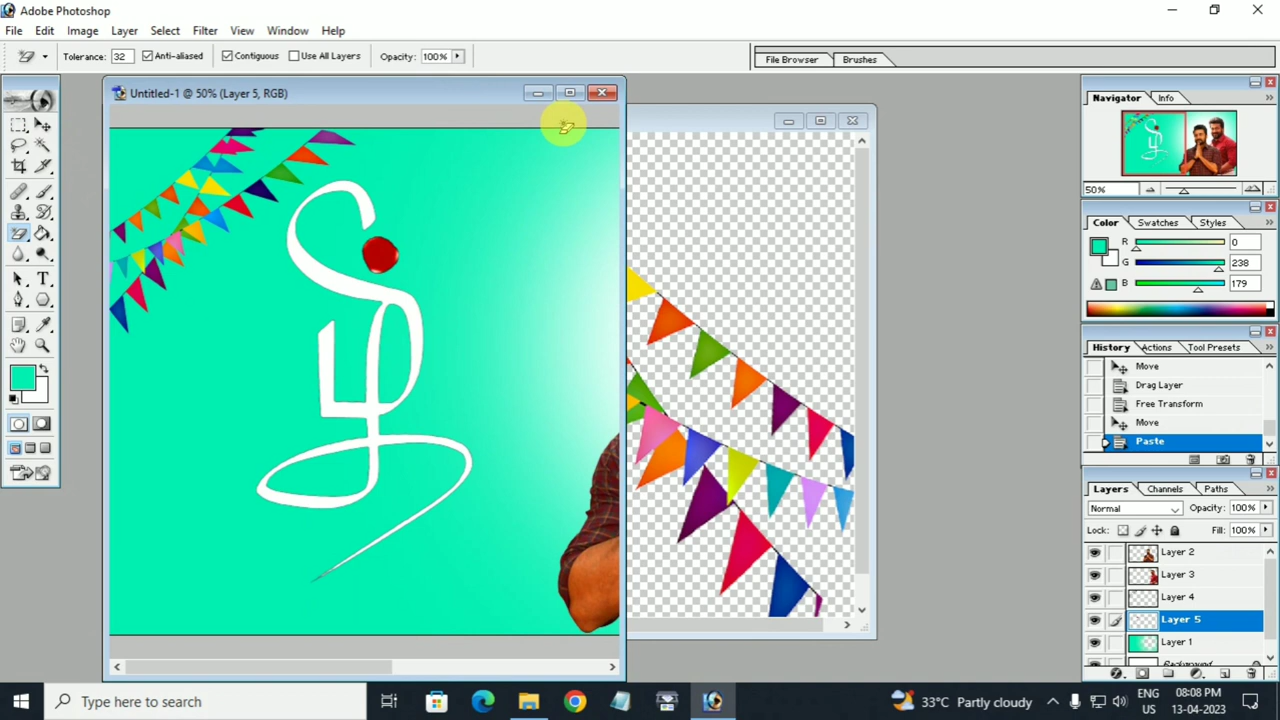 Adobe Photoshop
File Edit Image Layer Select Filter View Window Help
Tolerance: 32 Anti-aliased Contiguous Use All Layers Opacity: 100%
File Browser Brushes
Untitled-1 @ 50% (Layer 5, RGB)
Navigator Info
50%
Color Swatches Styles
R 0
G 238
B 179
History Actions Tool Presets
Move
Drag Layer
Free Transform
Move
Paste
Layers Channels Paths
Normal Opacity: 100%
Lock: Fill: 100%
Layer 2
Layer 3
Layer 4
Layer 5
Layer 1
Background
Type here to search
33°C Partly cloudy
ENG
US
08:08 PM
13-04-2023